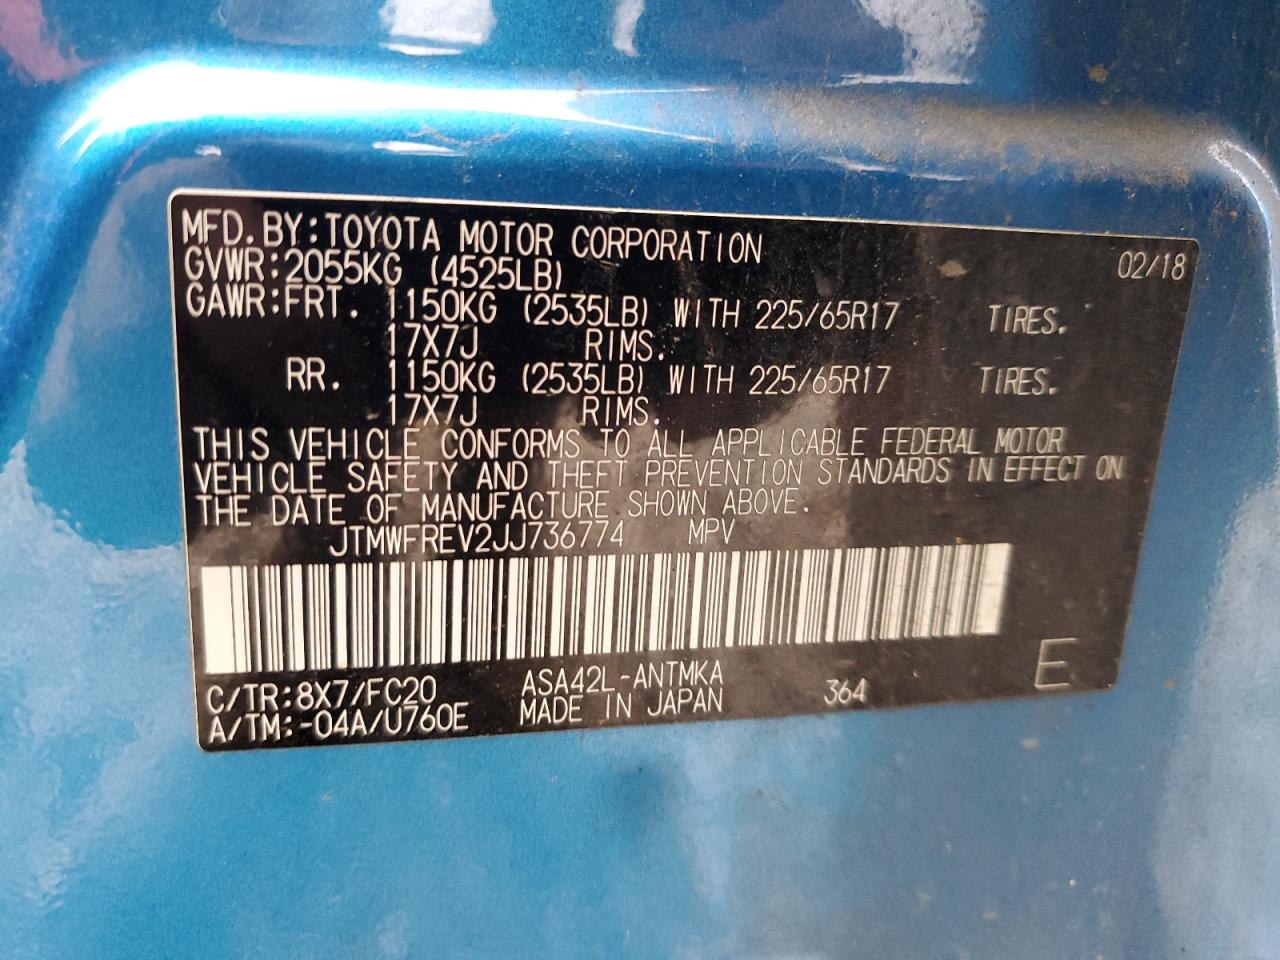 MFD. BY: TOYOTA MOTOR CORPORATION 02/18
GVWR: 2055KG (4525LB)
GAWR: FRT. 1150KG (2535LB) WITH 225/65R17 TIRES.
17X7J RIMS.
RR. 1150KG (2535LB) WITH 225/65R17 TIRES.
17X7J RIMS.
THIS VEHICLE CONFORMS TO ALL APPLICABLE FEDERAL MOTOR
VEHICLE SAFETY AND THEFT PREVENTION STANDARDS IN EFFECT ON
THE DATE OF MANUFACTURE SHOWN ABOVE.
JTMWFREV2JJ736774 MPV
C/TR: 8X7/FC20 ASA42L-ANTMKA 364 E
A/TM: -04A/U760E MADE IN JAPAN